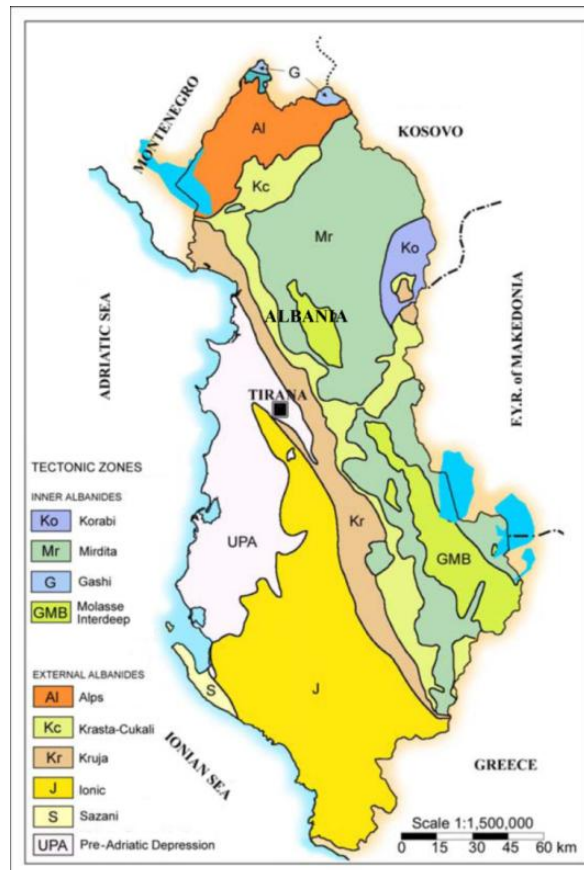 G
MONTENEGRO
KOSOVO
Al
Kc
Mr
Ko
ADRIATIC SEA
ALBANIA
F.Y.R. of MAKEDONIA
TIRANA
TECTONIC ZONES
INNER ALBANIDES
Ko Korabi
Mr Mirdita
G Gashi
GMB Molasse
Interdeep
UPA
Kr
GMB
EXTERNAL ALBANIDES
Al Alps
Kc Krasta-Cukali
Kr Kruja
J Ionic
S Sazani
UPA Pre-Adriatic Depression
S
J
IONIAN SEA
GREECE
Scale 1:1,500,000
0 15 30 45 60 km